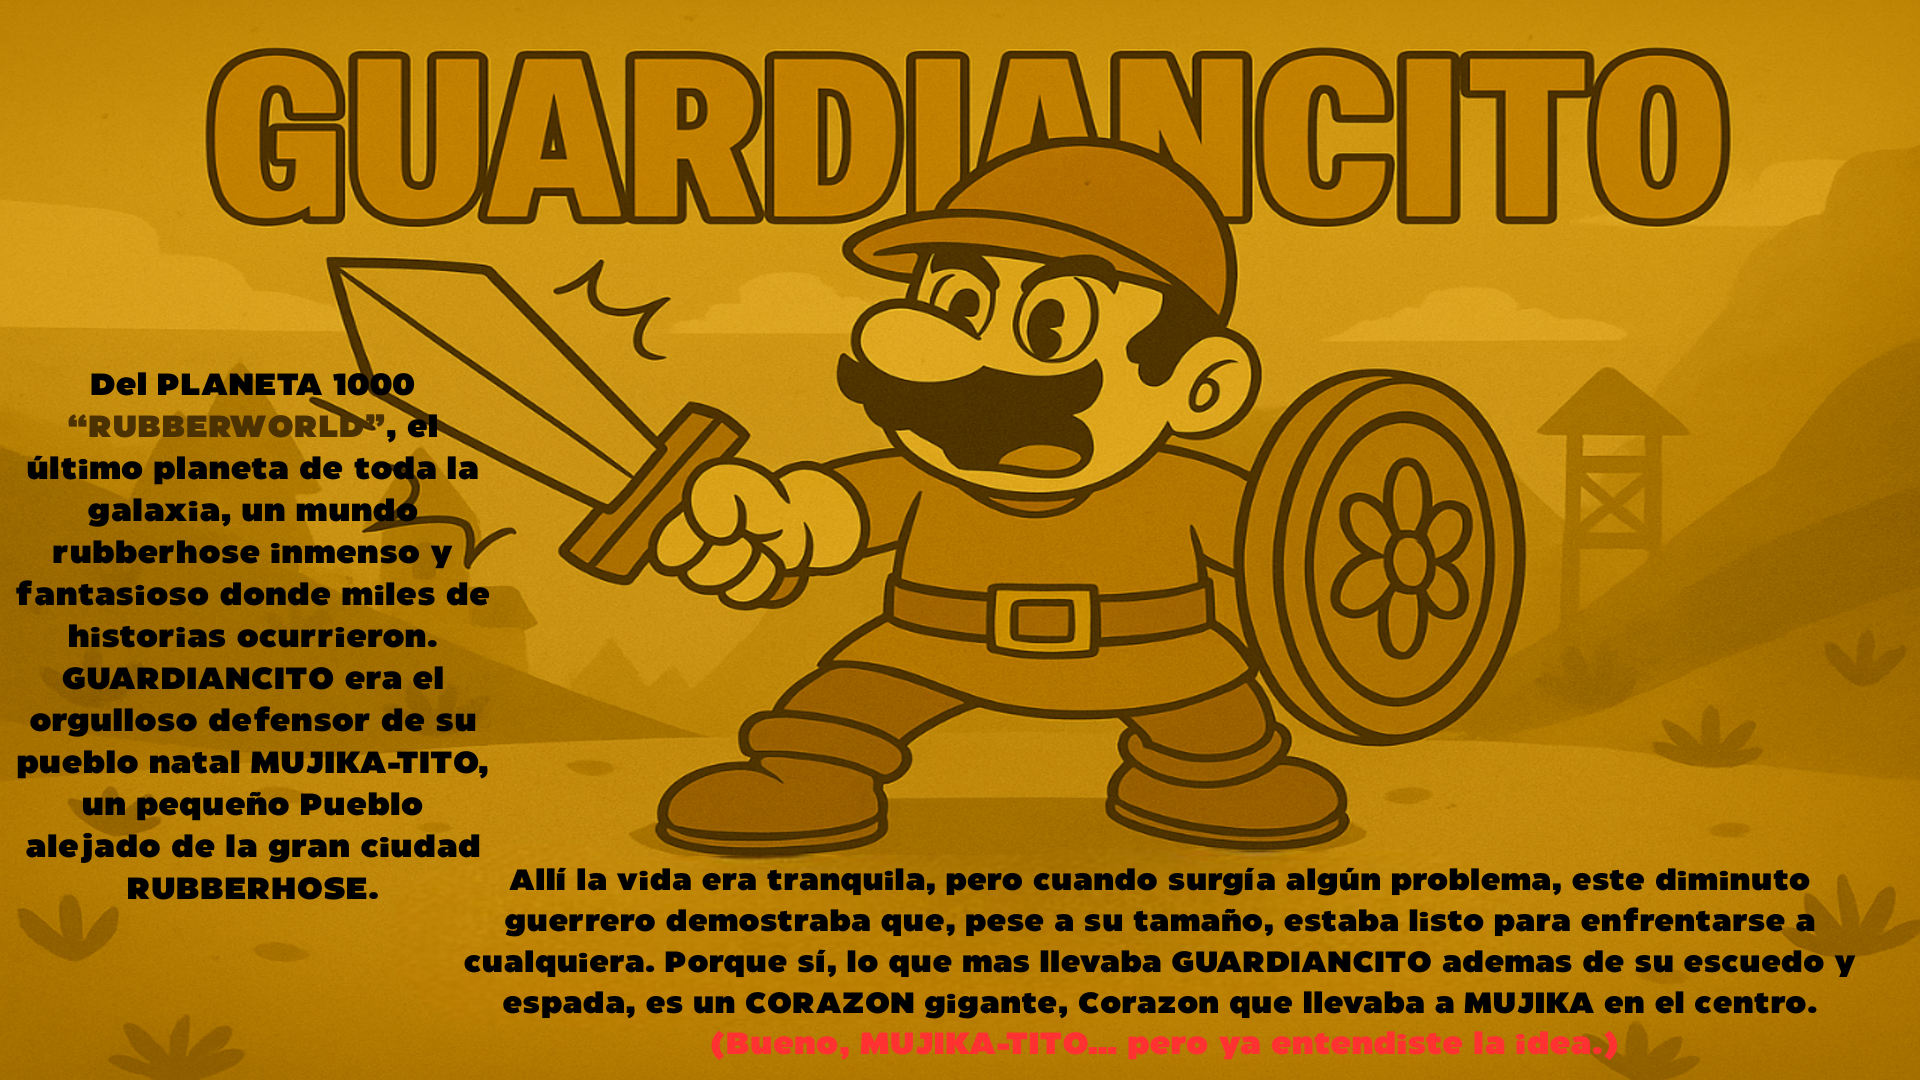 GUARDIANCITO
Del PLANETA 1000
“RUBBERWORLD”, el
último planeta de toda la
galaxia, un mundo
rubberhose inmenso y
fantasioso donde miles de
historias ocurrieron.
GUARDIANCITO era el
orgulloso defensor de su
pueblo natal MUJIKA-TITO,
un pequeño Pueblo
alejado de la gran ciudad
RUBBERHOSE.
Allí la vida era tranquila, pero cuando surgía algún problema, este diminuto
guerrero demostraba que, pese a su tamaño, estaba listo para enfrentarse a
cualquiera. Porque sí, lo que mas llevaba GUARDIANCITO ademas de su escuedo y
espada, es un CORAZON gigante, Corazon que llevaba a MUJIKA en el centro.
(Bueno, MUJIKA-TITO... pero ya entendiste la idea.)